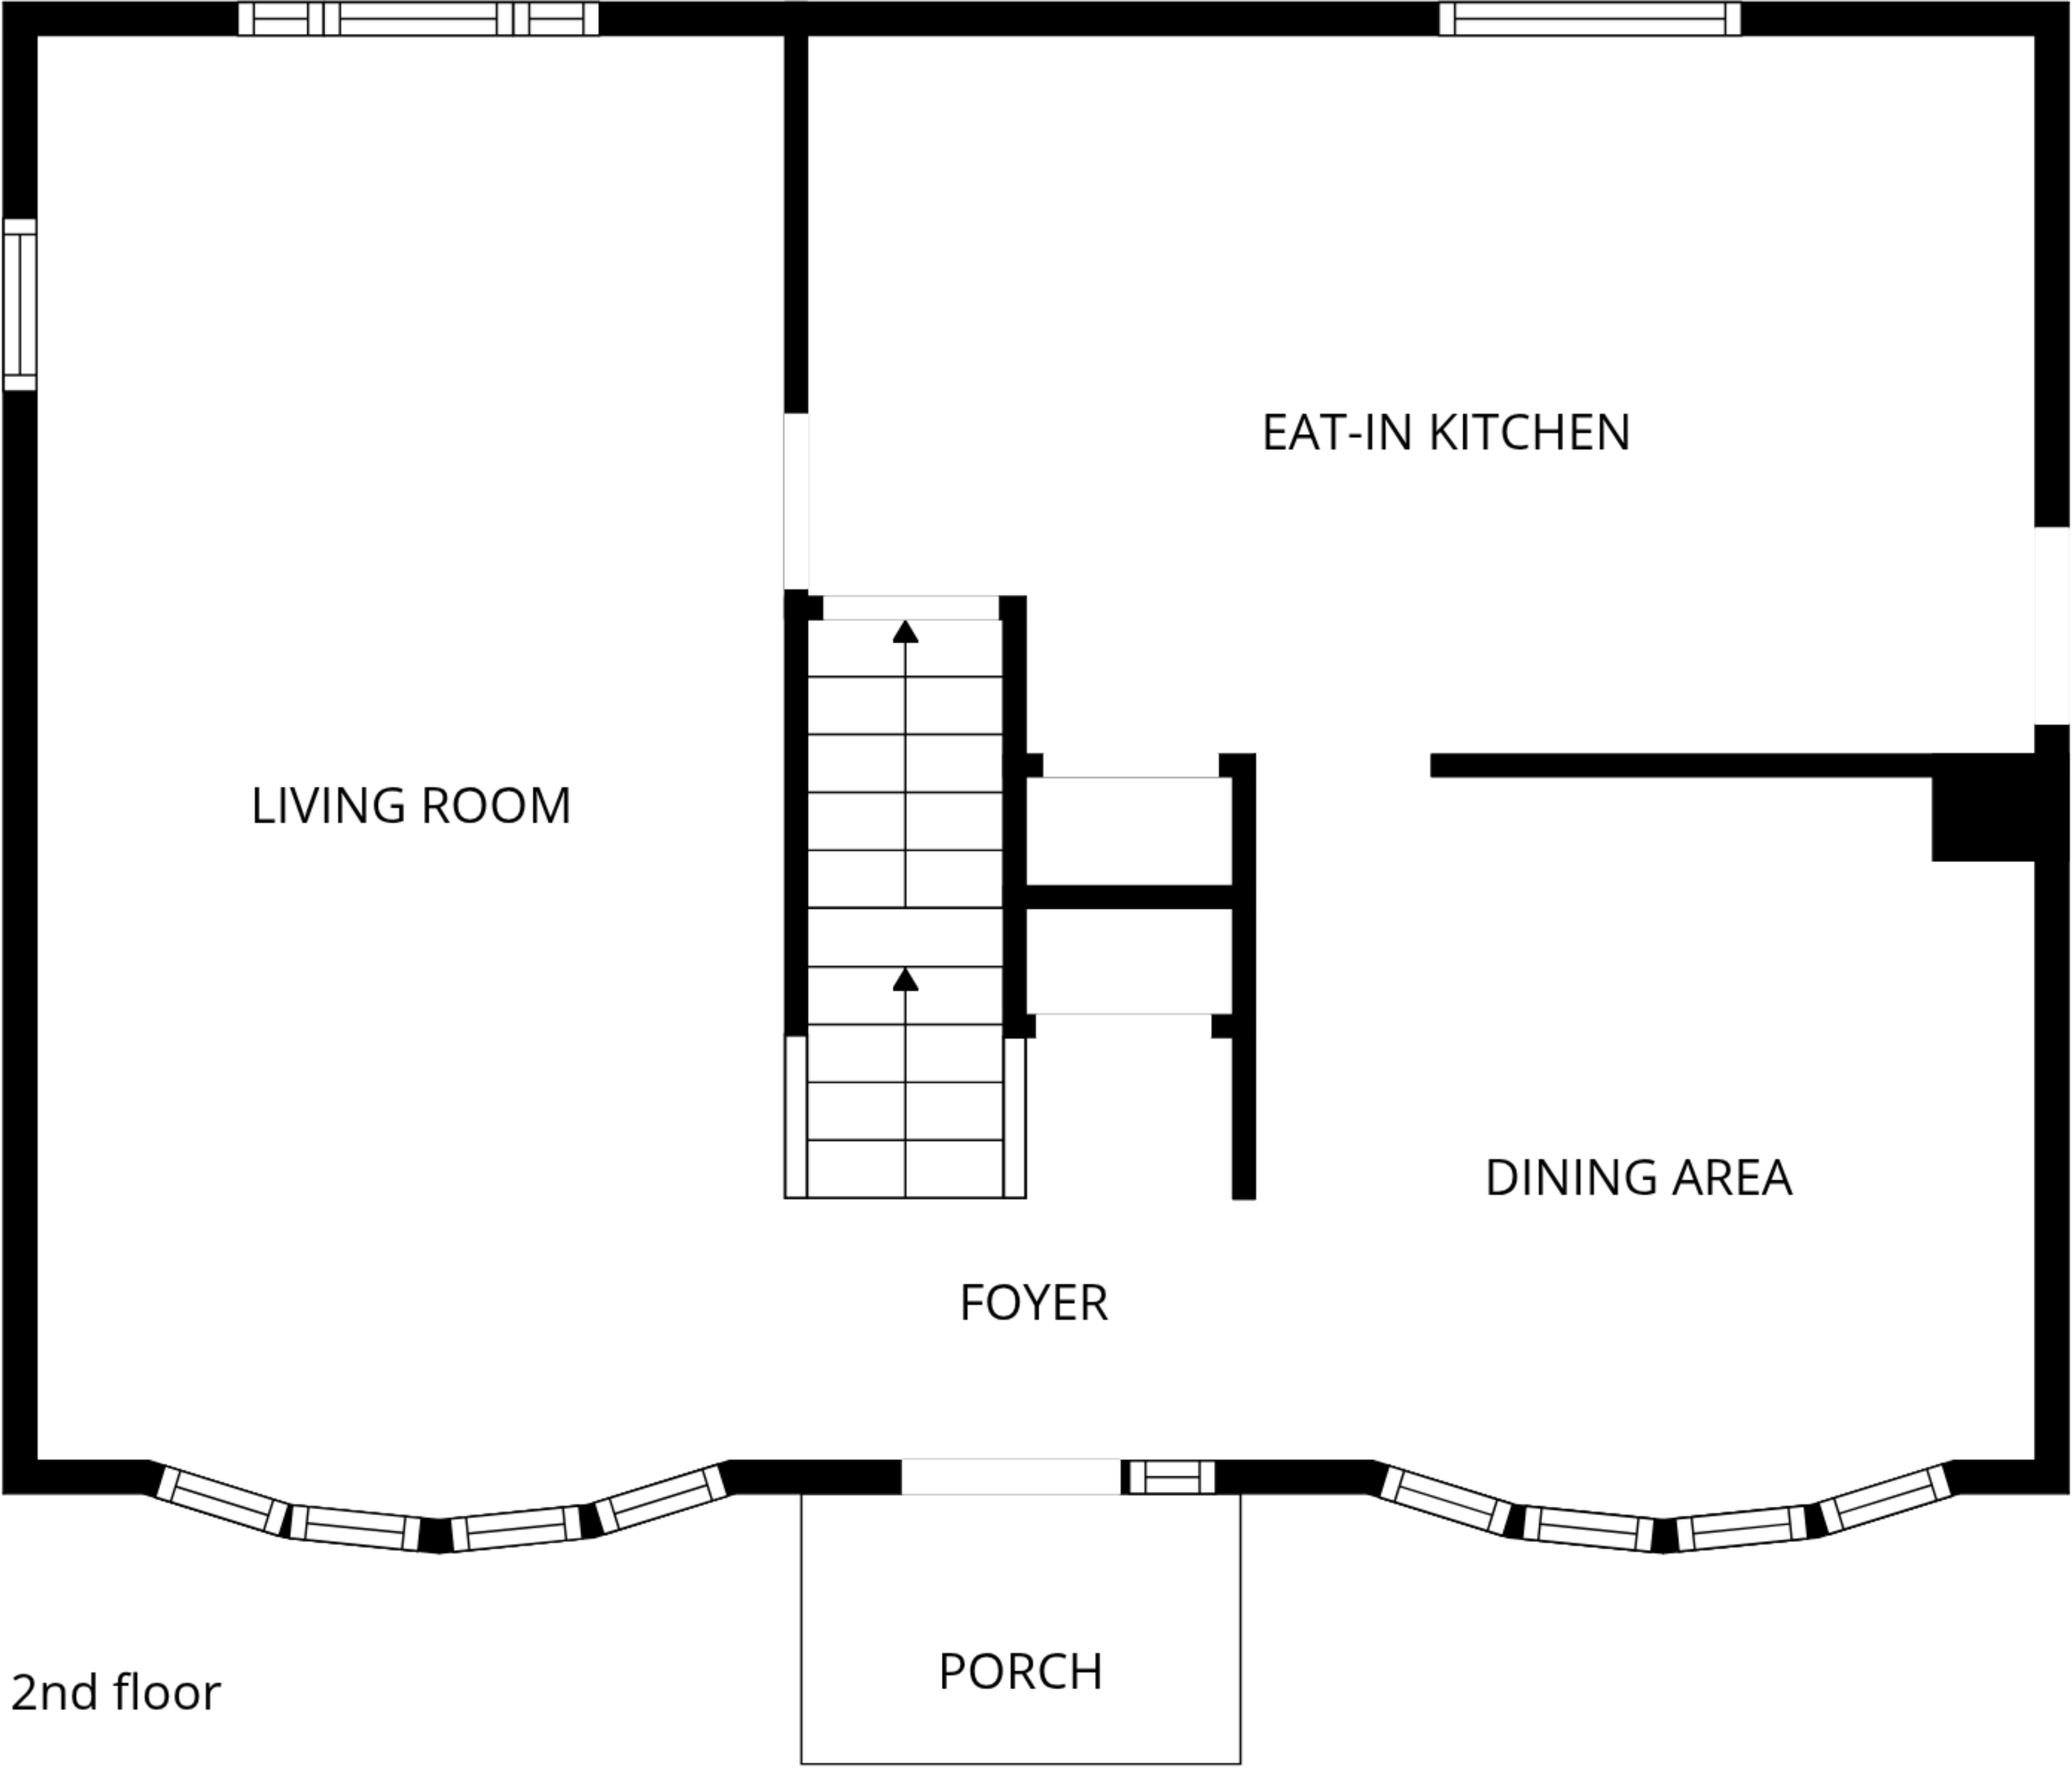 EAT-IN KITCHEN
LIVING ROOM
DINING AREA
FOYER
PORCH
2nd floor